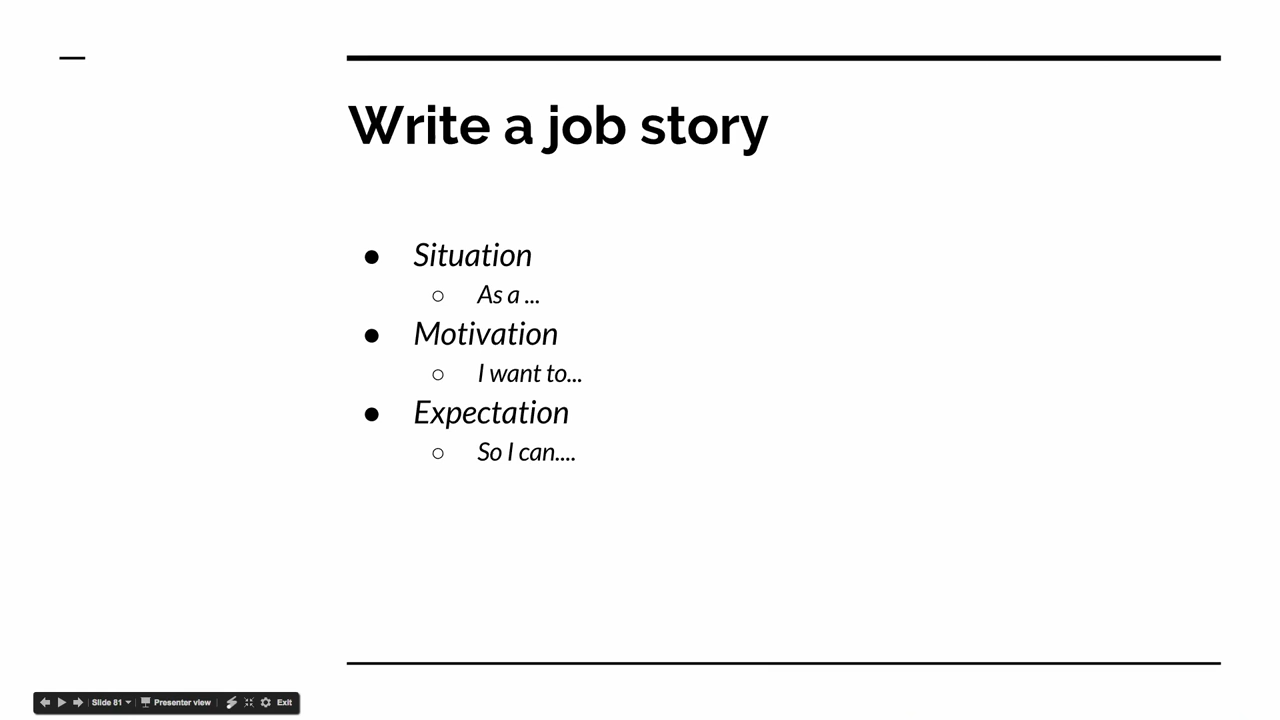 Write a job story
● Situation
○ As a ...
● Motivation
○ I want to...
● Expectation
○ So I can....
Slide 81 Presenter view Exit